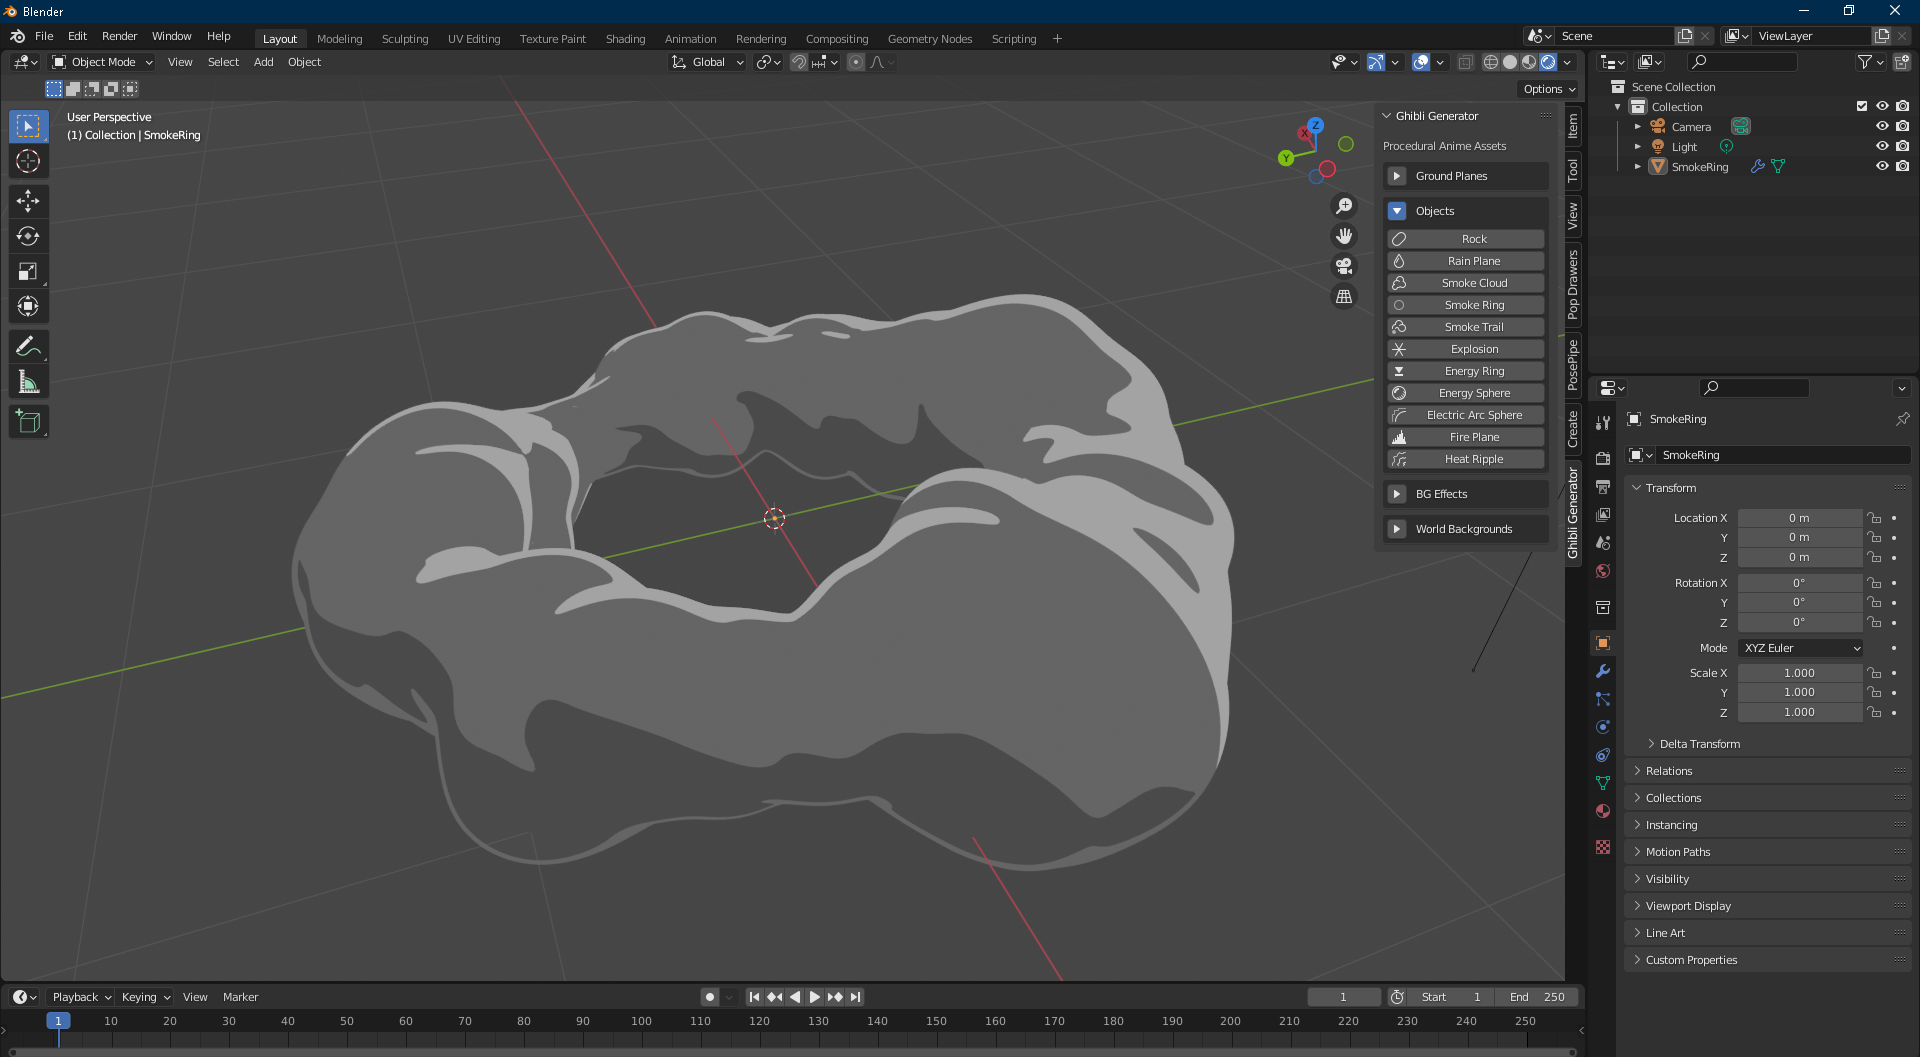 Blender
File Edit Render Window Help Layout Modeling Sculpting UV Editing Texture Paint Shading Animation Rendering Compositing Geometry Nodes Scripting + Scene ViewLayer
Object Mode View Select Add Object Global
Options
User Perspective
(1) Collection | SmokeRing
X
Y
Z
Ghibli Generator
Procedural Anime Assets
Ground Planes
Objects
Rock
Rain Plane
Smoke Cloud
Smoke Ring
Smoke Trail
Explosion
Energy Ring
Energy Sphere
Electric Arc Sphere
Fire Plane
Heat Ripple
BG Effects
World Backgrounds
Item
Tool
View
Pop Drawers
PosePipe
Create
Ghibli Generator
Scene Collection
Collection
Camera
Light
SmokeRing
SmokeRing
SmokeRing
Transform
Location X 0 m
Y 0 m
Z 0 m
Rotation X 0°
Y 0°
Z 0°
Mode XYZ Euler
Scale X 1.000
Y 1.000
Z 1.000
Delta Transform
Relations
Collections
Instancing
Motion Paths
Visibility
Viewport Display
Line Art
Custom Properties
Playback Keying View Marker 1 Start 1 End 250
1 10 20 30 40 50 60 70 80 90 100 110 120 130 140 150 160 170 180 190 200 210 220 230 240 250